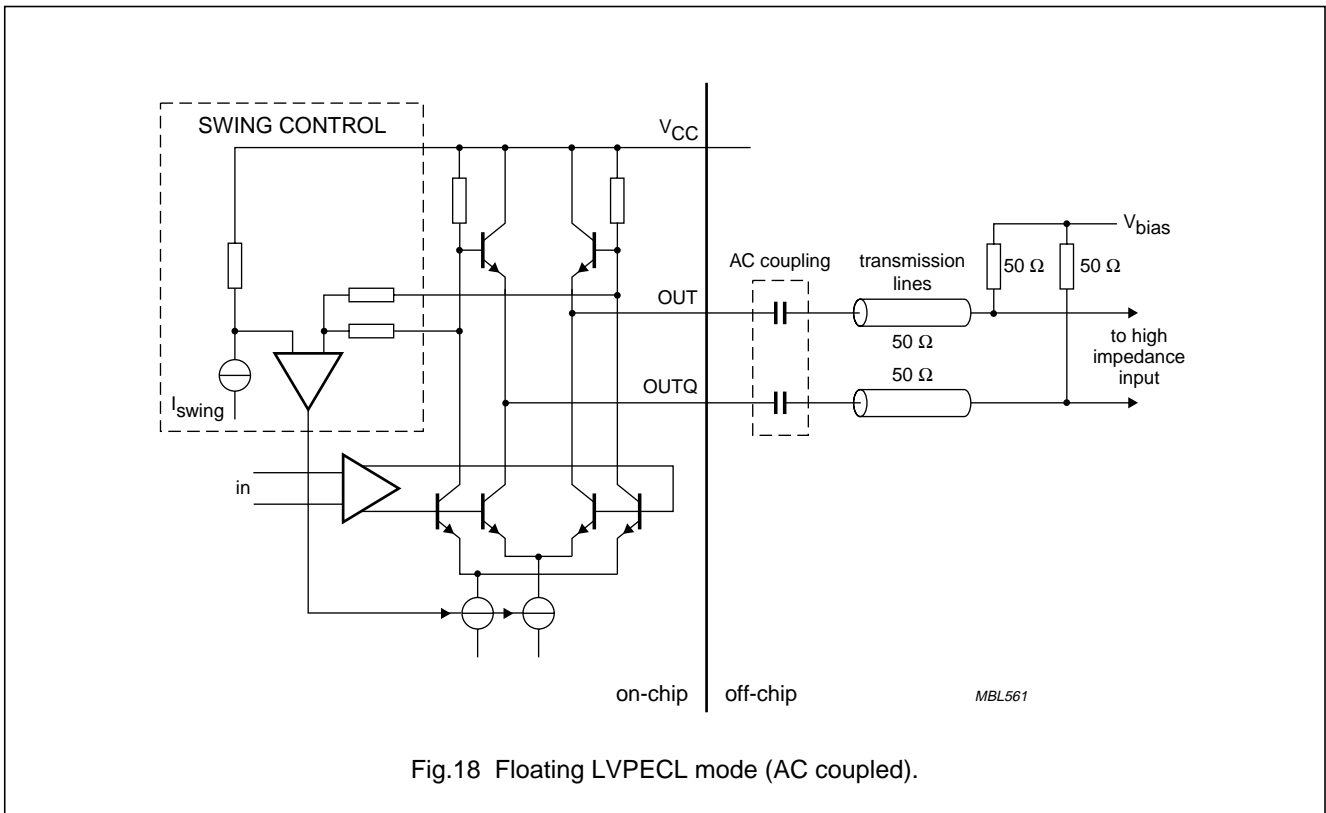 SWING CONTROL
VCC
Vbias
50 Ω
50 Ω
AC coupling
transmission
lines
OUT
50 Ω
to high
impedance
input
50 Ω
OUTQ
Iswing
in
on-chip
off-chip
MBL561
Fig.18 Floating LVPECL mode (AC coupled).